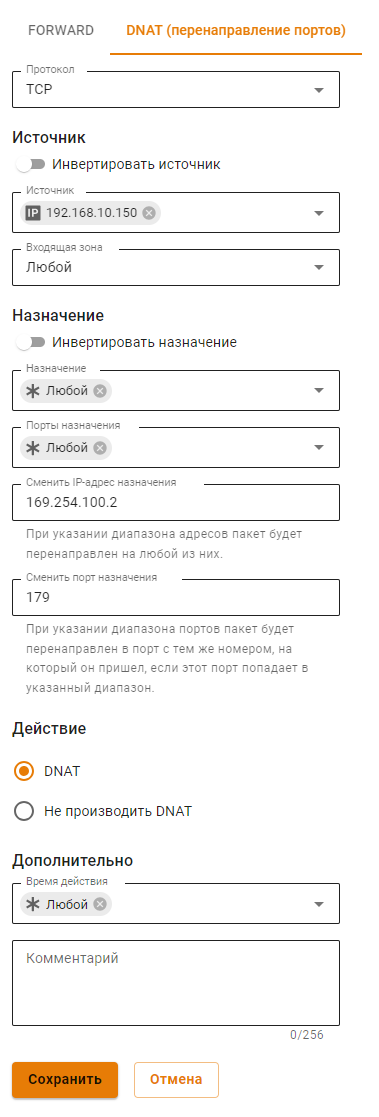 FORWARD
DNAT (перенаправление портов)
Протокол
TCP
Источник
Инвертировать источник
Источник
IP 192.168.10.150
Входящая зона
Любой
Назначение
Инвертировать назначение
Назначение
Любой
Порты назначения
Любой
Сменить IP-адрес назначения
169.254.100.2
При указании диапазона адресов пакет будет
перенаправлен на любой из них.
Сменить порт назначения
179
При указании диапазона портов пакет будет
перенаправлен в порт с тем же номером, на
который он пришел, если этот порт попадает в
указанный диапазон.
Действие
DNAT
Не производить DNAT
Дополнительно
Время действия
Любой
Комментарий
0/256
Сохранить
Отмена